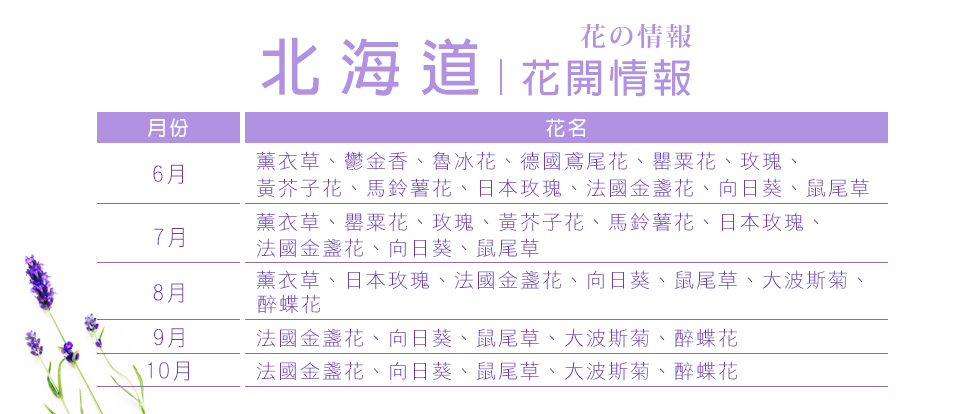 花の情報
北海道 | 花開情報
月份 花名
6月
薰衣草、鬱金香、魯冰花、德國鳶尾花、罌粟花、玫瑰、
黃芥子花、馬鈴薯花、日本玫瑰、法國金盞花、向日葵、鼠尾草
7月
薰衣草、罌粟花、玫瑰、黃芥子花、馬鈴薯花、日本玫瑰、
法國金盞花、向日葵、鼠尾草
8月
薰衣草、日本玫瑰、法國金盞花、向日葵、鼠尾草、大波斯菊、
醉蝶花
9月 法國金盞花、向日葵、鼠尾草、大波斯菊、醉蝶花
10月 法國金盞花、向日葵、鼠尾草、大波斯菊、醉蝶花